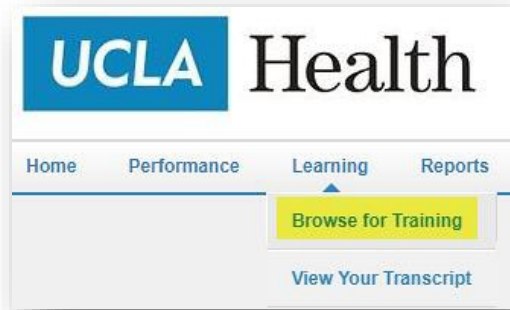 UCLA Health
Home Performance Learning Reports
Browse for Training
View Your Transcript